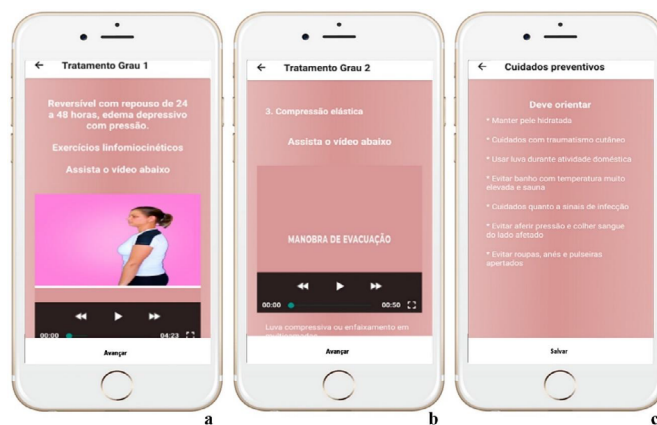 Tratamento Grau 1
Reversível com repouso de 24
a 48 horas, edema depressivo
com pressão.
Exercícios linfomiocinéticos
Assista o vídeo abaixo
00:00
04:23
Avançar
a
Tratamento Grau 2
3. Compressão elástica
Assista o vídeo abaixo
MANOBRA DE EVACUAÇÃO
00:00
00:50
Luva compressiva ou enfaixamento em
Avançar
b
Cuidados preventivos
Deve orientar
* Manter pele hidratada
* Cuidados com traumatismo cutâneo
* Usar luva durante atividade doméstica
* Evitar banho com temperatura muito
elevada e sauna
* Cuidados quanto a sinais de infecção
* Evitar aferir pressão e colher sangue
do lado afetado
* Evitar roupas, anés e pulseiras
apertados
Salvar
c